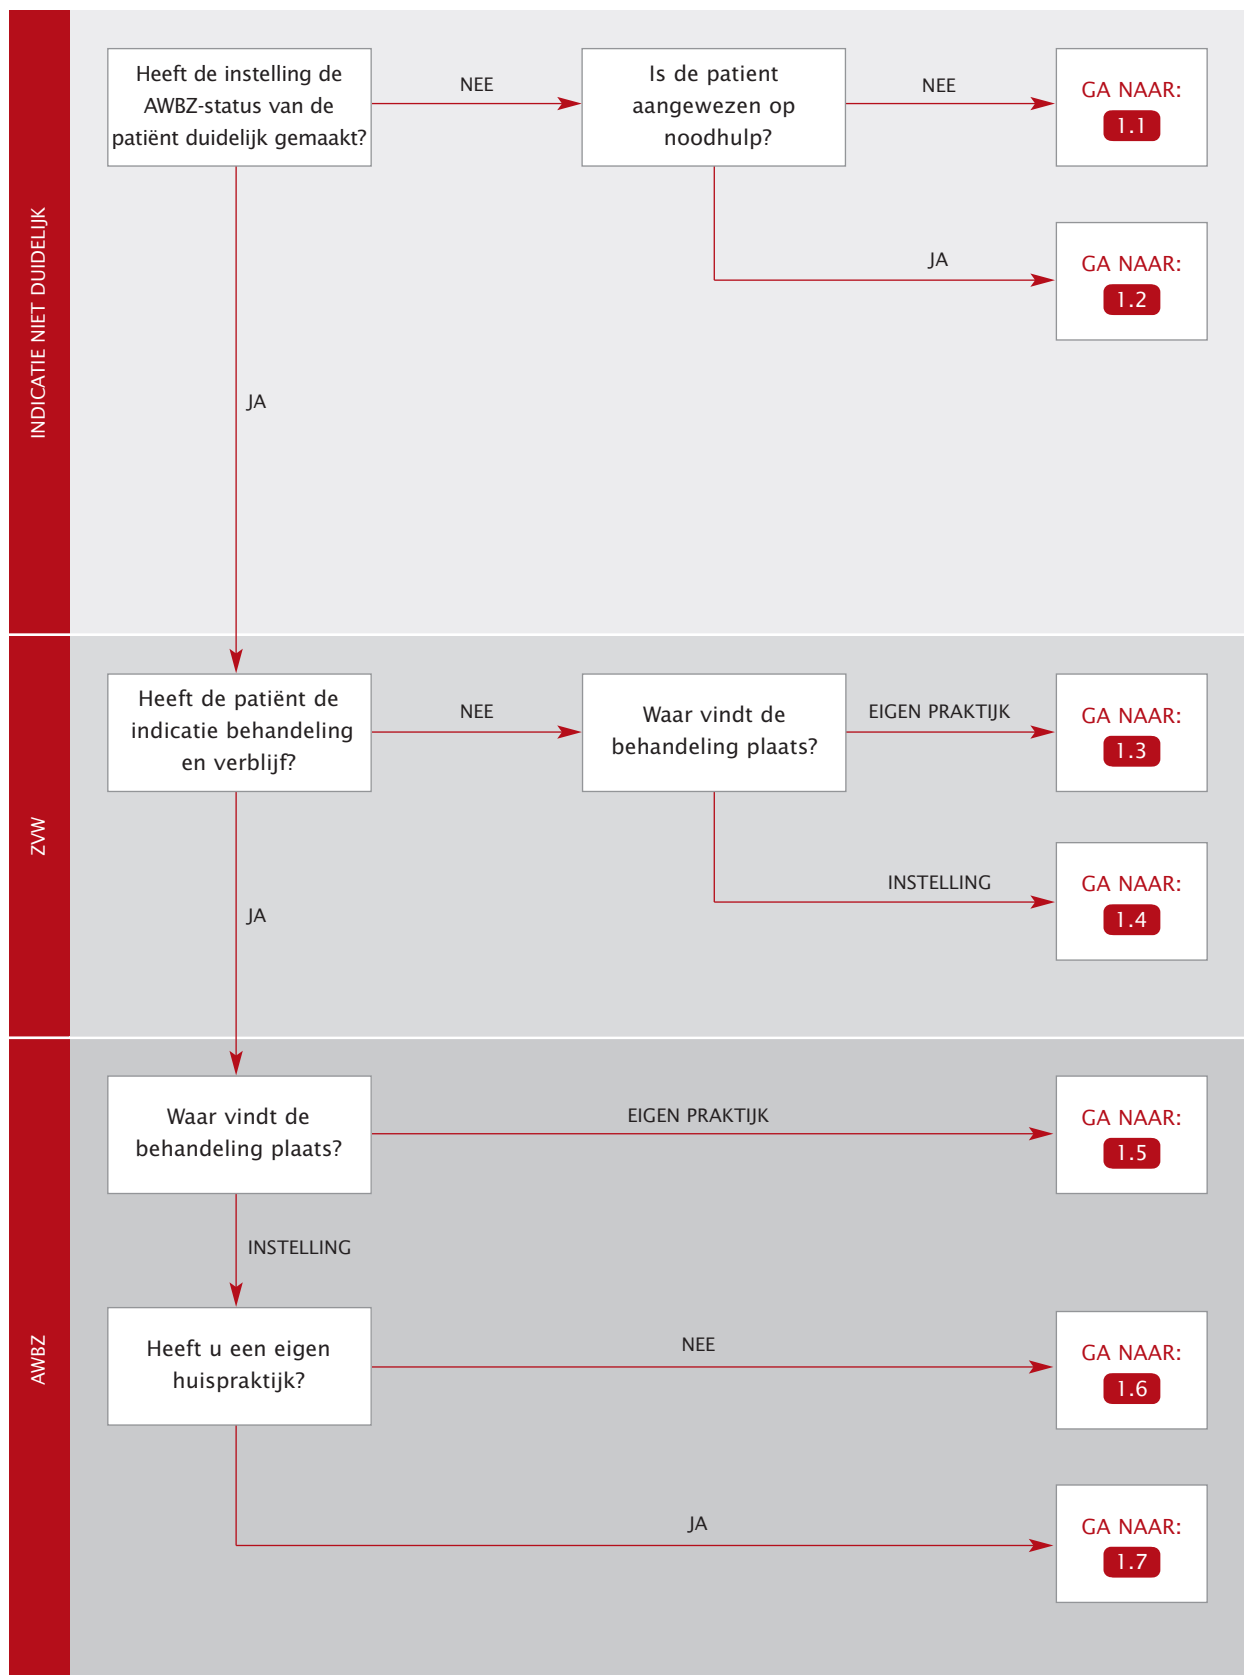 INDICATIE NIET DUIDELIJK
Heeft de instelling de
AWBZ-status van de
patiënt duidelijk gemaakt?
NEE
Is de patient
aangewezen op
noodhulp?
NEE
GA NAAR:
1.1
JA
GA NAAR:
1.2
JA
ZVW
Heeft de patiënt de
indicatie behandeling
en verblijf?
NEE
Waar vindt de
behandeling plaats?
EIGEN PRAKTIJK
GA NAAR:
1.3
INSTELLING
GA NAAR:
1.4
JA
AWBZ
Waar vindt de
behandeling plaats?
EIGEN PRAKTIJK
GA NAAR:
1.5
INSTELLING
Heeft u een eigen
huispraktijk?
NEE
GA NAAR:
1.6
JA
GA NAAR:
1.7